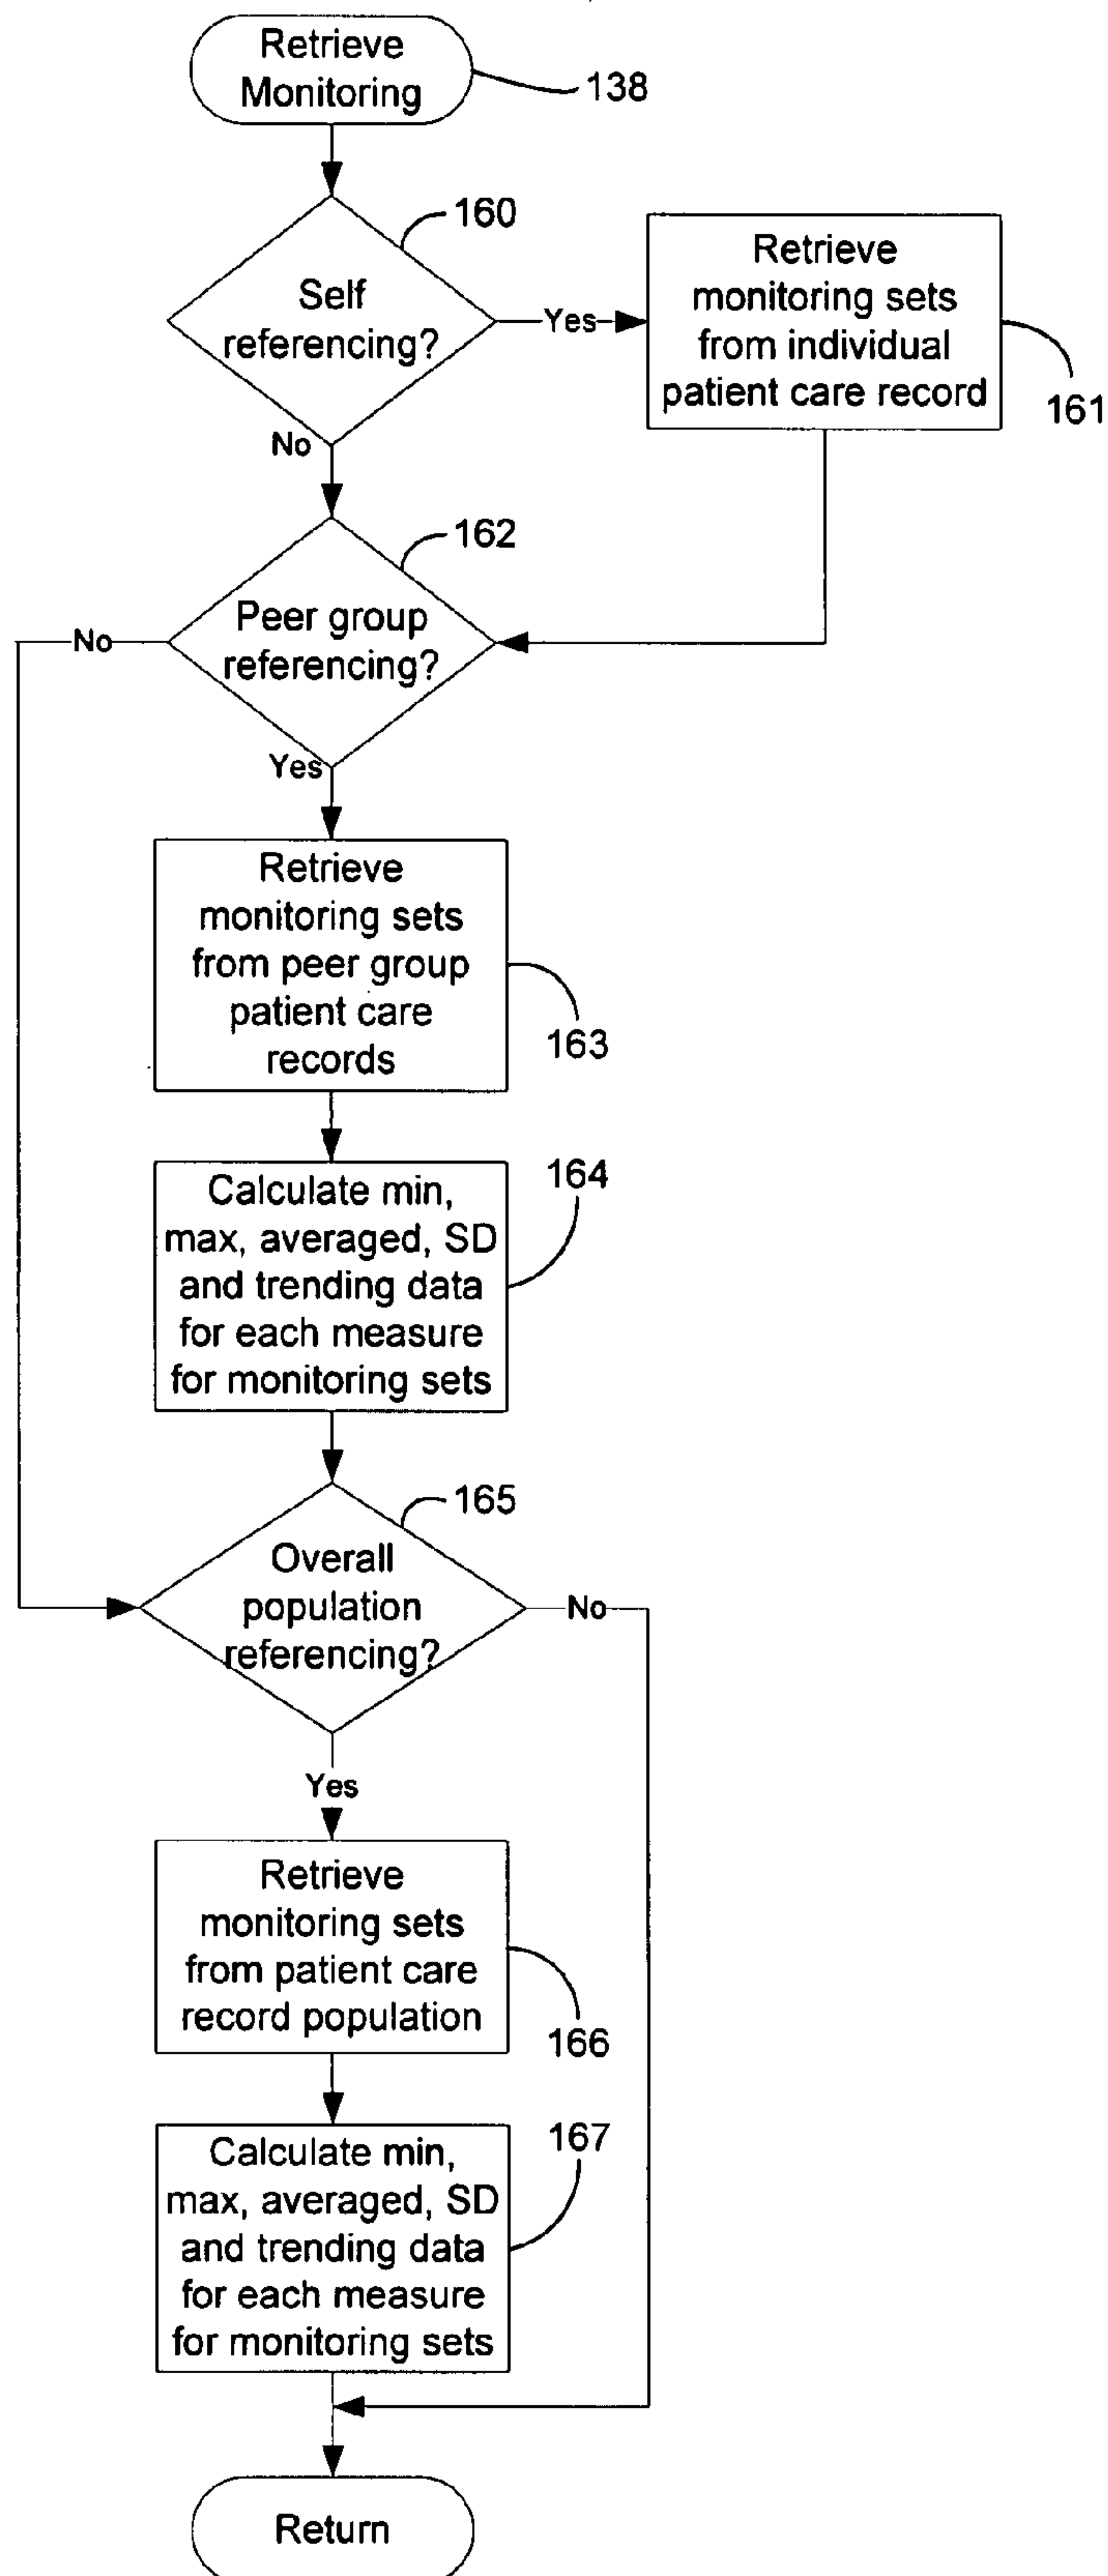 Retrieve
Monitoring
138
160
Self
referencing?
Yes
No
Retrieve
monitoring sets
from individual
patient care record
161
162
Peer group
referencing?
No
Yes
Retrieve
monitoring sets
from peer group
patient care
records
163
164
Calculate min,
max, averaged, SD
and trending data
for each measure
for monitoring sets
165
Overall
population
referencing?
No
Yes
Retrieve
monitoring sets
from patient care
record population
166
167
Calculate min,
max, averaged, SD
and trending data
for each measure
for monitoring sets
Return